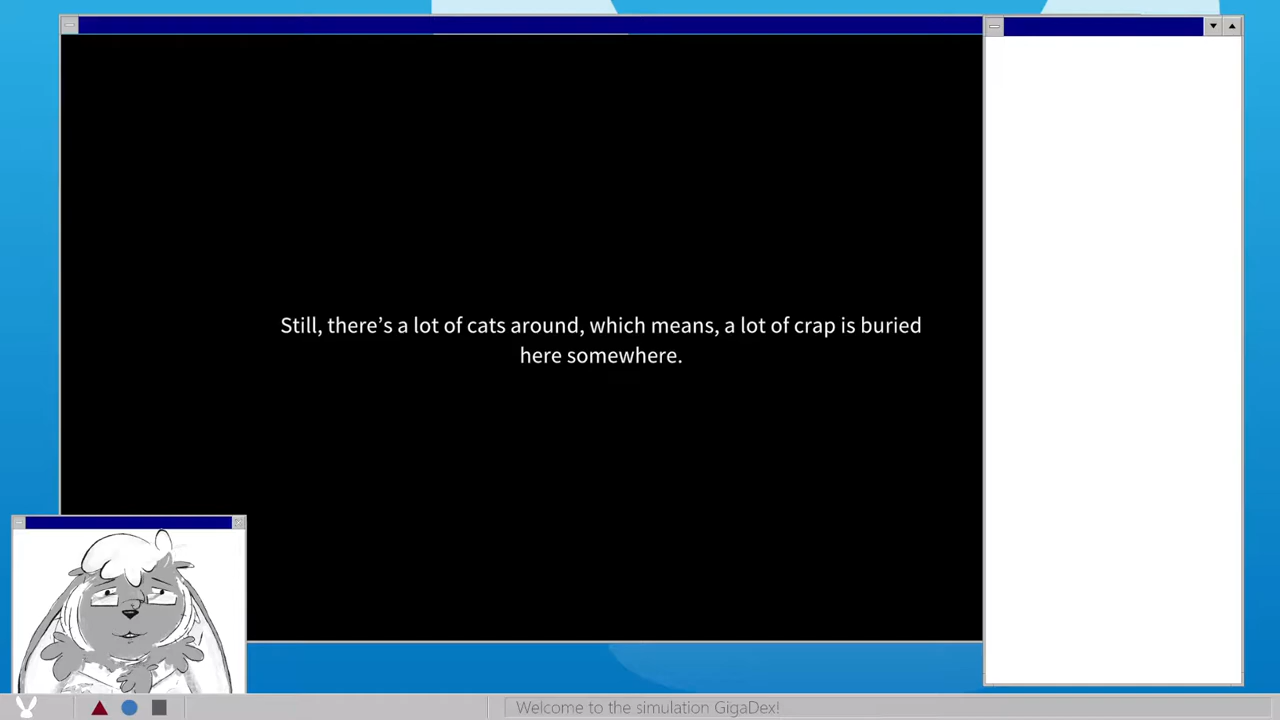 Still, there’s a lot of cats around, which means, a lot of crap is buried
here somewhere.
Welcome to the simulation GigaDex!